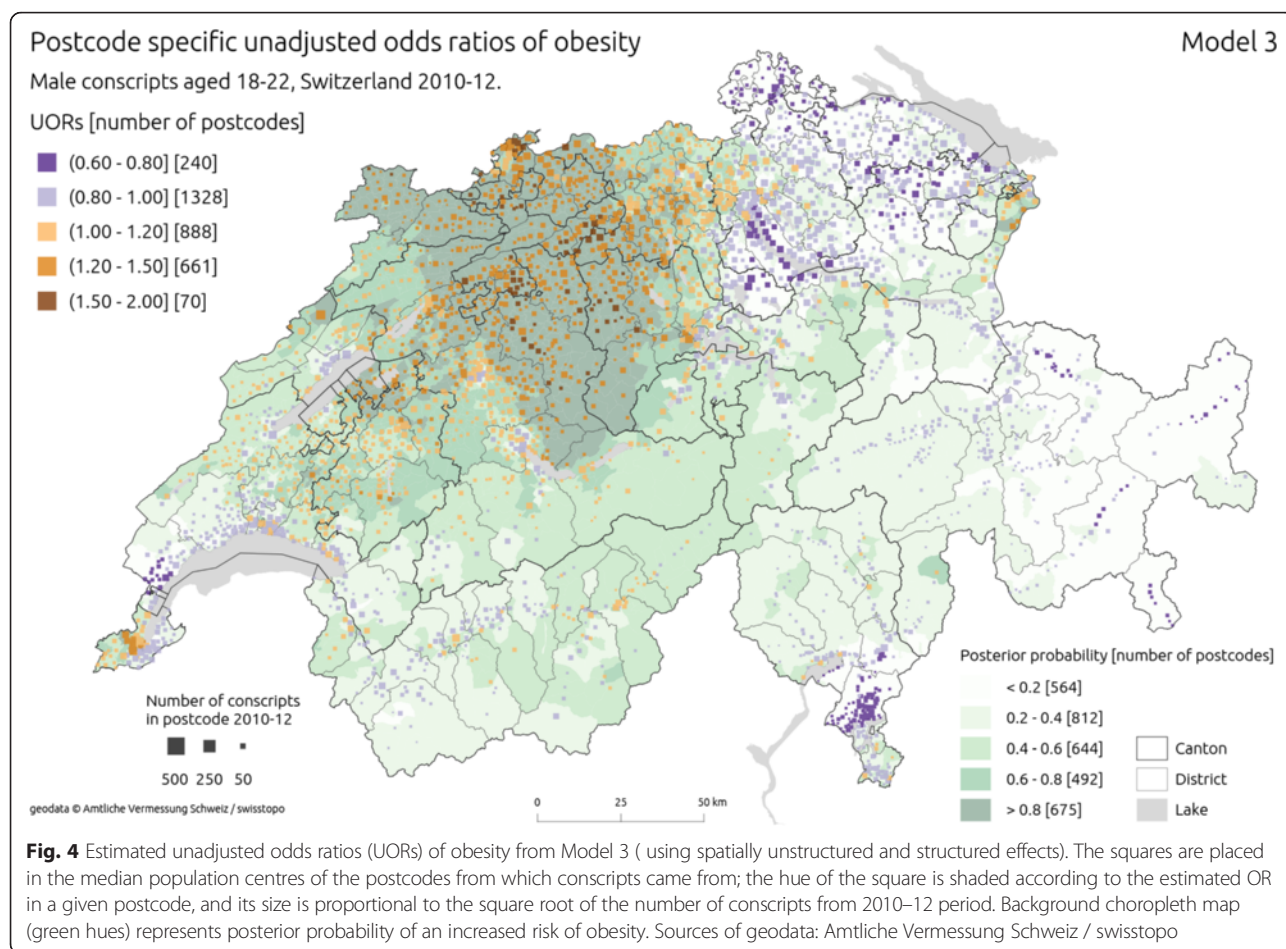 Postcode specific unadjusted odds ratios of obesity
Model 3
Male conscripts aged 18-22, Switzerland 2010-12.
UORs [number of postcodes]
(0.60 - 0.80] [240]
(0.80 - 1.00] [1328]
(1.00 - 1.20] [888]
(1.20 - 1.50] [661]
(1.50 - 2.00] [70]
Number of conscripts
in postcode 2010-12
500 250 50
geodata © Amtliche Vermessung Schweiz / swisstopo
0 25 50 km
Posterior probability [number of postcodes]
< 0.2 [564]
0.2 - 0.4 [812]
0.4 - 0.6 [644]
0.6 - 0.8 [492]
> 0.8 [675]
Canton
District
Lake
Fig. 4 Estimated unadjusted odds ratios (UORs) of obesity from Model 3 ( using spatially unstructured and structured effects). The squares are placed
in the median population centres of the postcodes from which conscripts came from; the hue of the square is shaded according to the estimated OR
in a given postcode, and its size is proportional to the square root of the number of conscripts from 2010–12 period. Background choropleth map
(green hues) represents posterior probability of an increased risk of obesity. Sources of geodata: Amtliche Vermessung Schweiz / swisstopo